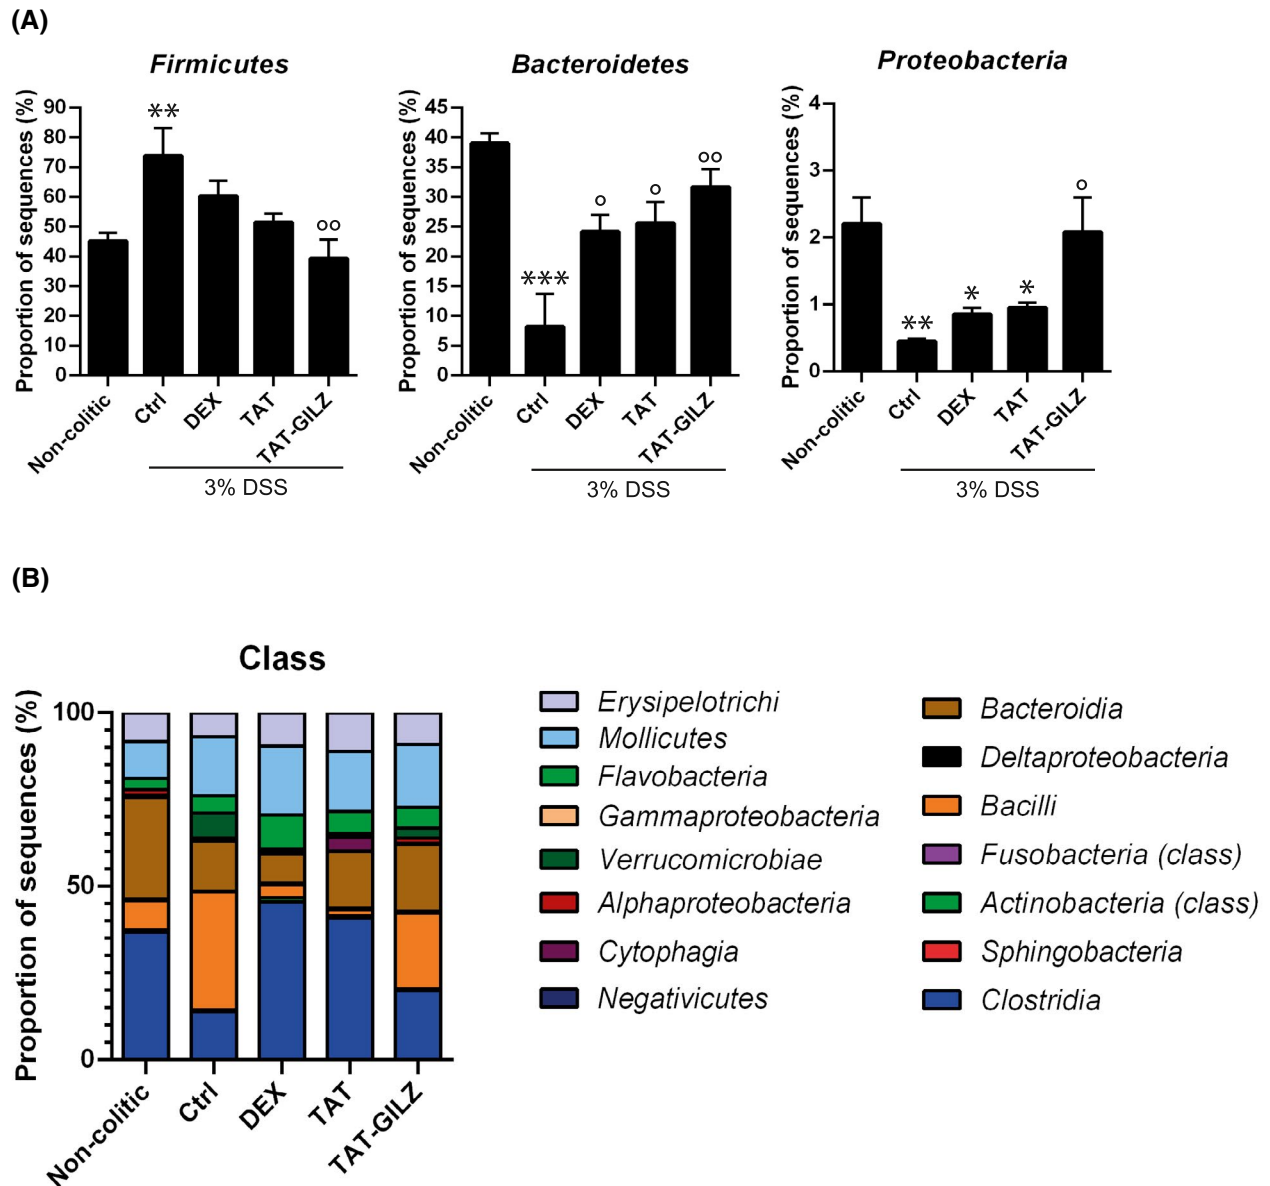 (A)
Firmicutes
Proportion of sequences (%)
90
80
70
60
50
40
30
20
10
0
**
°°
Non-colitic
Ctrl
DEX
TAT
TAT-GILZ
3% DSS
Bacteroidetes
Proportion of sequences (%)
45
40
35
30
25
20
15
10
5
0
***
°
°
°°
Non-colitic
Ctrl
DEX
TAT
TAT-GILZ
3% DSS
Proteobacteria
Proportion of sequences (%)
4
3
2
1
0
**
*
*
°
Non-colitic
Ctrl
DEX
TAT
TAT-GILZ
3% DSS
(B)
Class
Proportion of sequences (%)
100
50
0
Non-colitic
Ctrl
DEX
TAT
TAT-GILZ
Erysipelotrichi
Mollicutes
Flavobacteria
Gammaproteobacteria
Verrucomicrobiae
Alphaproteobacteria
Cytophagia
Negativicutes
Bacteroidia
Deltaproteobacteria
Bacilli
Fusobacteria (class)
Actinobacteria (class)
Sphingobacteria
Clostridia